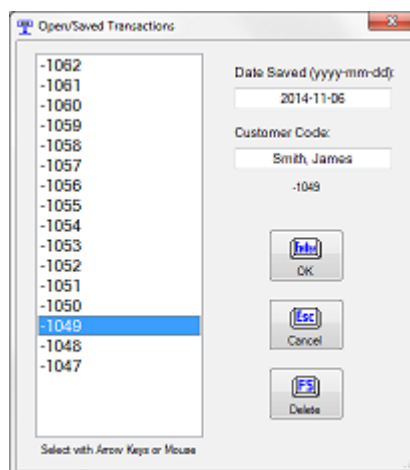 Open/Saved Transactions
-1062
-1061
-1060
-1059
-1058
-1057
-1056
-1055
-1054
-1053
-1052
-1051
-1050
-1049
-1048
-1047
Select with Arrow Keys or Mouse
Date Saved (yyyy-mm-dd):
2014-11-06
Customer Code:
Smith, James
-1049
Enter
OK
Esc
Cancel
F5
Delete